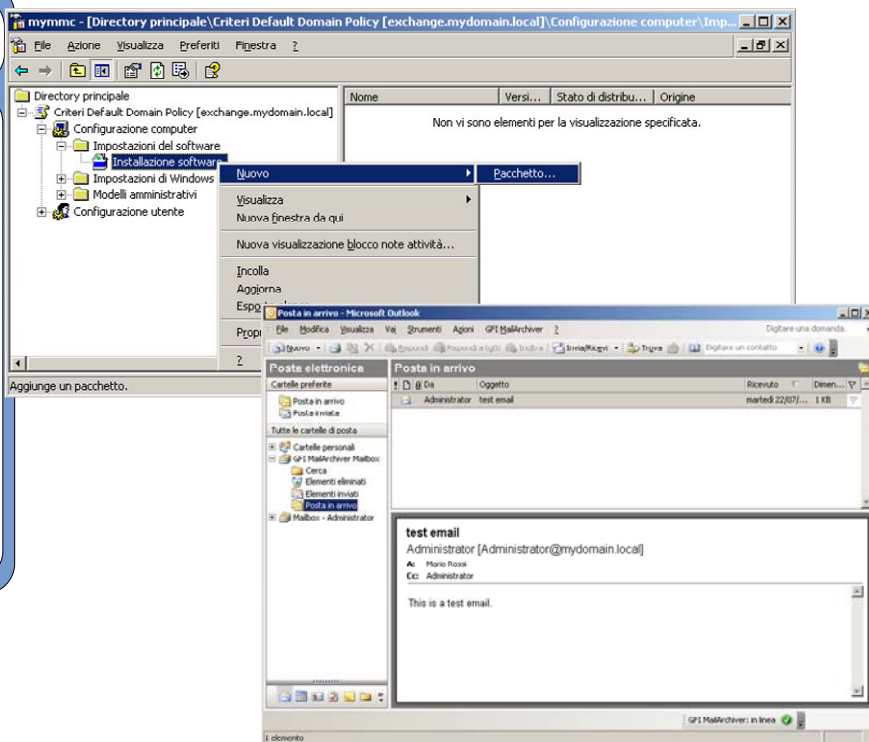 mymmc - [Directory principale\Criteri Default Domain Policy [exchange.mydomain.local]\Configurazione computer\Imp...
File Azione Visualizza Preferiti Finestra ?
Directory principale
Criteri Default Domain Policy [exchange.mydomain.local]
Configurazione computer
Impostazioni del software
Installazione software
Impostazioni di Windows
Modelli amministrativi
Configurazione utente
Nome Versi... Stato di distribu... Origine
Non vi sono elementi per la visualizzazione specificata.
Nuovo
Pacchetto...
Visualizza
Nuova finestra da qui
Nuova visualizzazione blocco note attività...
Incolla
Aggiorna
?
Aggiunge un pacchetto.
Posta in arrivo - Microsoft Outlook
File Modifica Visualizza Vai Strumenti Azioni GFI MailArchiver ?
Digitare una domanda.
Nuovo Rispondi Rispondi a tutti Inoltra Invia/Ricevi Trova Digitare un contatto
Posta elettronica
Cartelle preferite
Posta in arrivo
Posta inviata
Tutte le cartelle di posta
Cartelle personali
GFI MailArchiver Mailbox
Cerca
Elementi eliminati
Elementi inviati
Posta in arrivo
Mailbox - Administrator
Posta in arrivo
Da Oggetto Ricevuto Dimen...
Administrator test email martedì 22/07/... 1 KB
test email
Administrator [Administrator@mydomain.local]
A: Mario Rossi
Cc: Administrator
This is a test email.
GFI MailArchiver: in linea
1 elemento